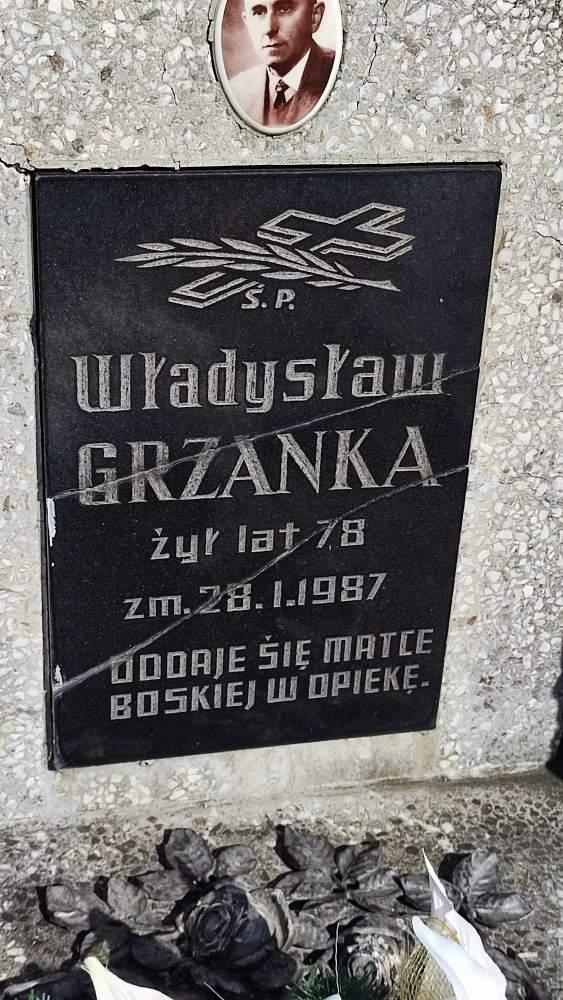 Ś. P.
Władysław
GRZANKA
żył lat 78
zm. 28. 1. 1987
ODDAJE SIĘ MATCE
BOSKIEJ W OPIEKĘ.